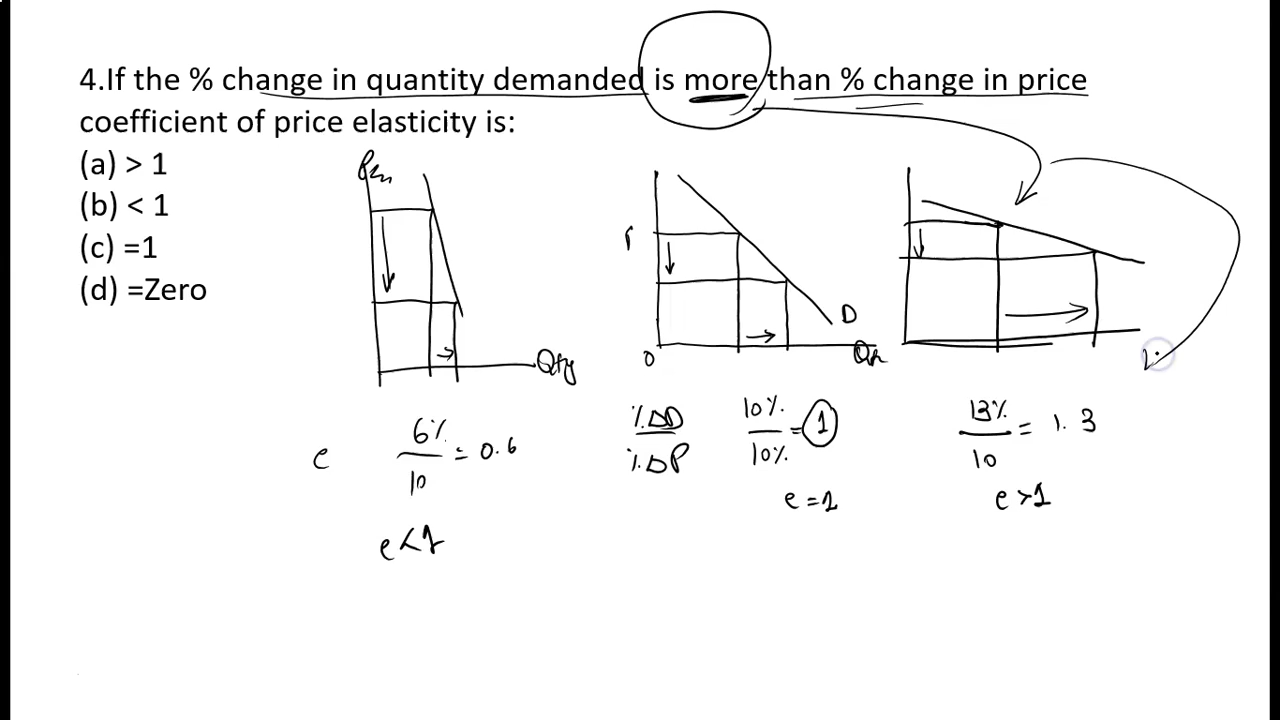 4.If the % change in quantity demanded is more than % change in price
coefficient of price elasticity is:
(a) > 1
(b) < 1
(c) =1
(d) =Zero
Qty
D
O
e 6% / 10 = 0.6
e<1
%ΔD / %ΔP 10% / 10% = 1
e = 1
13% / 10 = 1.3
e >1